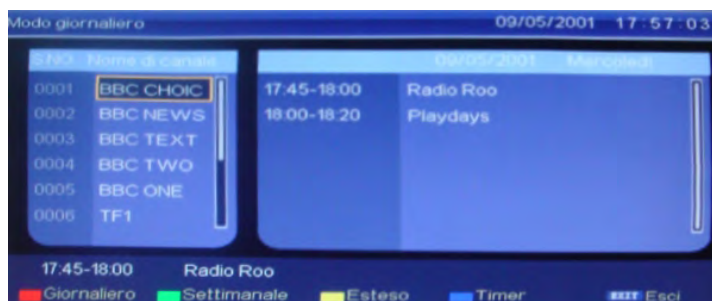 Modo giornaliero 09/05/2001 17:57:03
S.NO Nome di canale 09/05/2001 Mercoledì
0001 BBC CHOIC 17:45-18:00 Radio Roo
0002 BBC NEWS 18:00-18:20 Playdays
0003 BBC TEXT
0004 BBC TWO
0005 BBC ONE
0006 TF1
17:45-18:00 Radio Roo
Giornaliero Settimanale Esteso Timer EXIT Esci